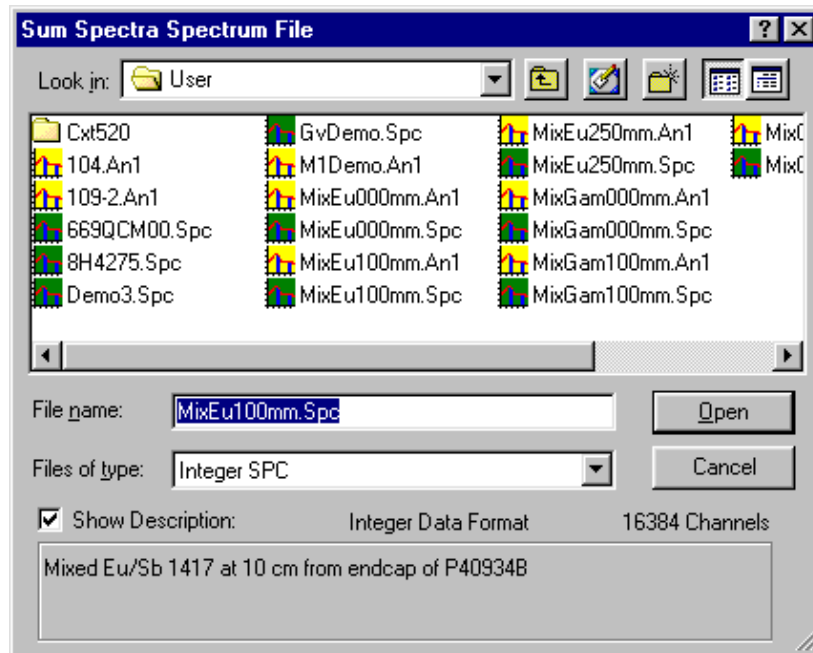 Sum Spectra Spectrum File
Look in: User
Cxt520 GvDemo.Spc MixEu250mm.An1
104.An1 M1Demo.An1 MixEu250mm.Spc
109-2.An1 MixEu000mm.An1 MixGam000mm.An1
669QCM00.Spc MixEu000mm.Spc MixGam000mm.Spc
8H4275.Spc MixEu100mm.An1 MixGam100mm.An1
Demo3.Spc MixEu100mm.Spc MixGam100mm.Spc
File name: MixEu100mm.Spc Open
Files of type: Integer SPC Cancel
Show Description: Integer Data Format 16384 Channels
Mixed Eu/Sb 1417 at 10 cm from endcap of P40934B